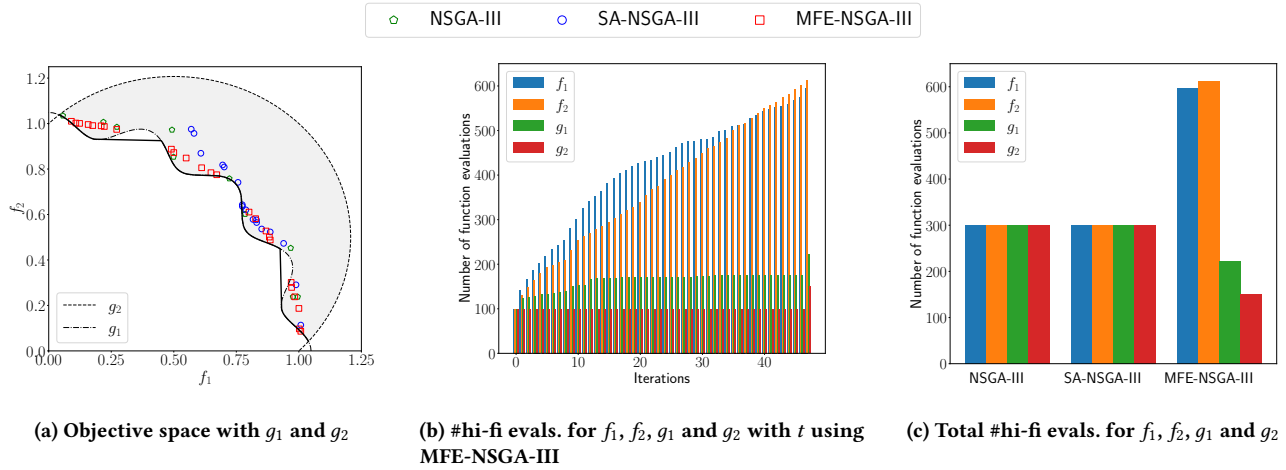 NSGA-III SA-NSGA-III MFE-NSGA-III
1.2
1.0
0.8
0.6
0.4
0.2
0.0
f₂
g₂
g₁
0.00 0.25 0.50 0.75 1.00 1.25
f₁
600
500
400
300
200
100
0
Number of function evaluations
f₁
f₂
g₁
g₂
0 10 20 30 40
Iterations
600
500
400
300
200
100
0
Number of function evaluations
f₁
f₂
g₁
g₂
NSGA-III SA-NSGA-III MFE-NSGA-III
(a) Objective space with g₁ and g₂
(b) #hi-fi evals. for f₁, f₂, g₁ and g₂ with t using
MFE-NSGA-III
(c) Total #hi-fi evals. for f₁, f₂, g₁ and g₂